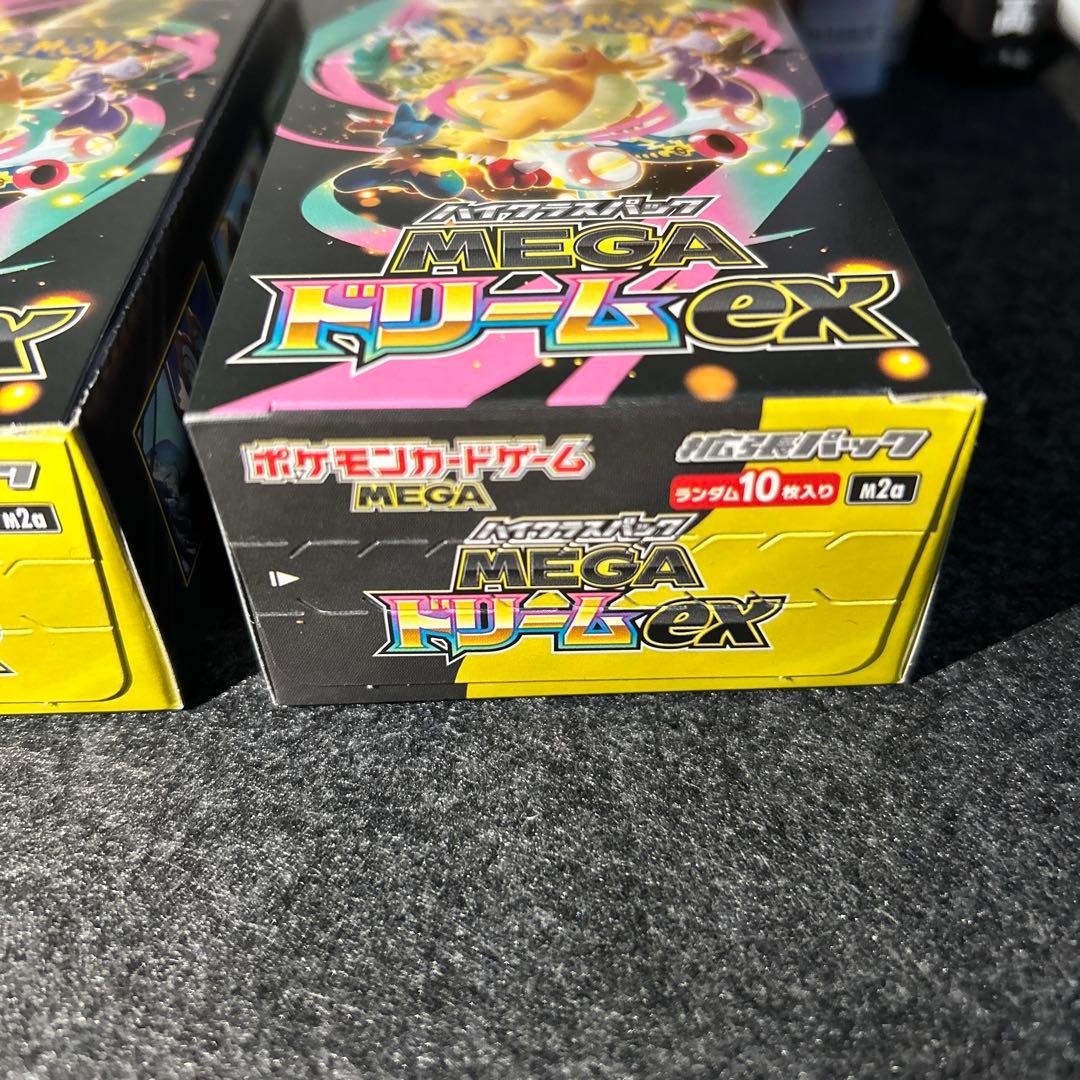 POKÉMON
ハイクラスパック
MEGA
ドリームex
ポケモンカードゲーム
MEGA
拡張パック
ランダム10枚入り
M2a
ハイクラスパック
MEGA
ドリームex
ク
M2a